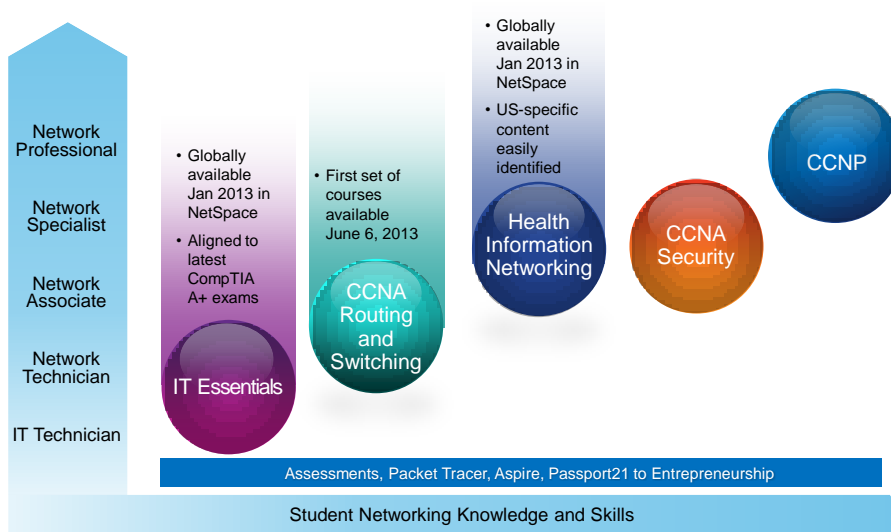 Network
Professional
Network
Specialist
Network
Associate
Network
Technician
IT Technician
• Globally
available
Jan 2013 in
NetSpace
• Aligned to
latest
CompTIA
A+ exams
IT Essentials
• First set of
courses
available
June 6, 2013
CCNA
Routing
and
Switching
• Globally
available
Jan 2013 in
NetSpace
• US-specific
content
easily
identified
Health
Information
Networking
CCNA
Security
CCNP
Assessments, Packet Tracer, Aspire, Passport21 to Entrepreneurship
Student Networking Knowledge and Skills